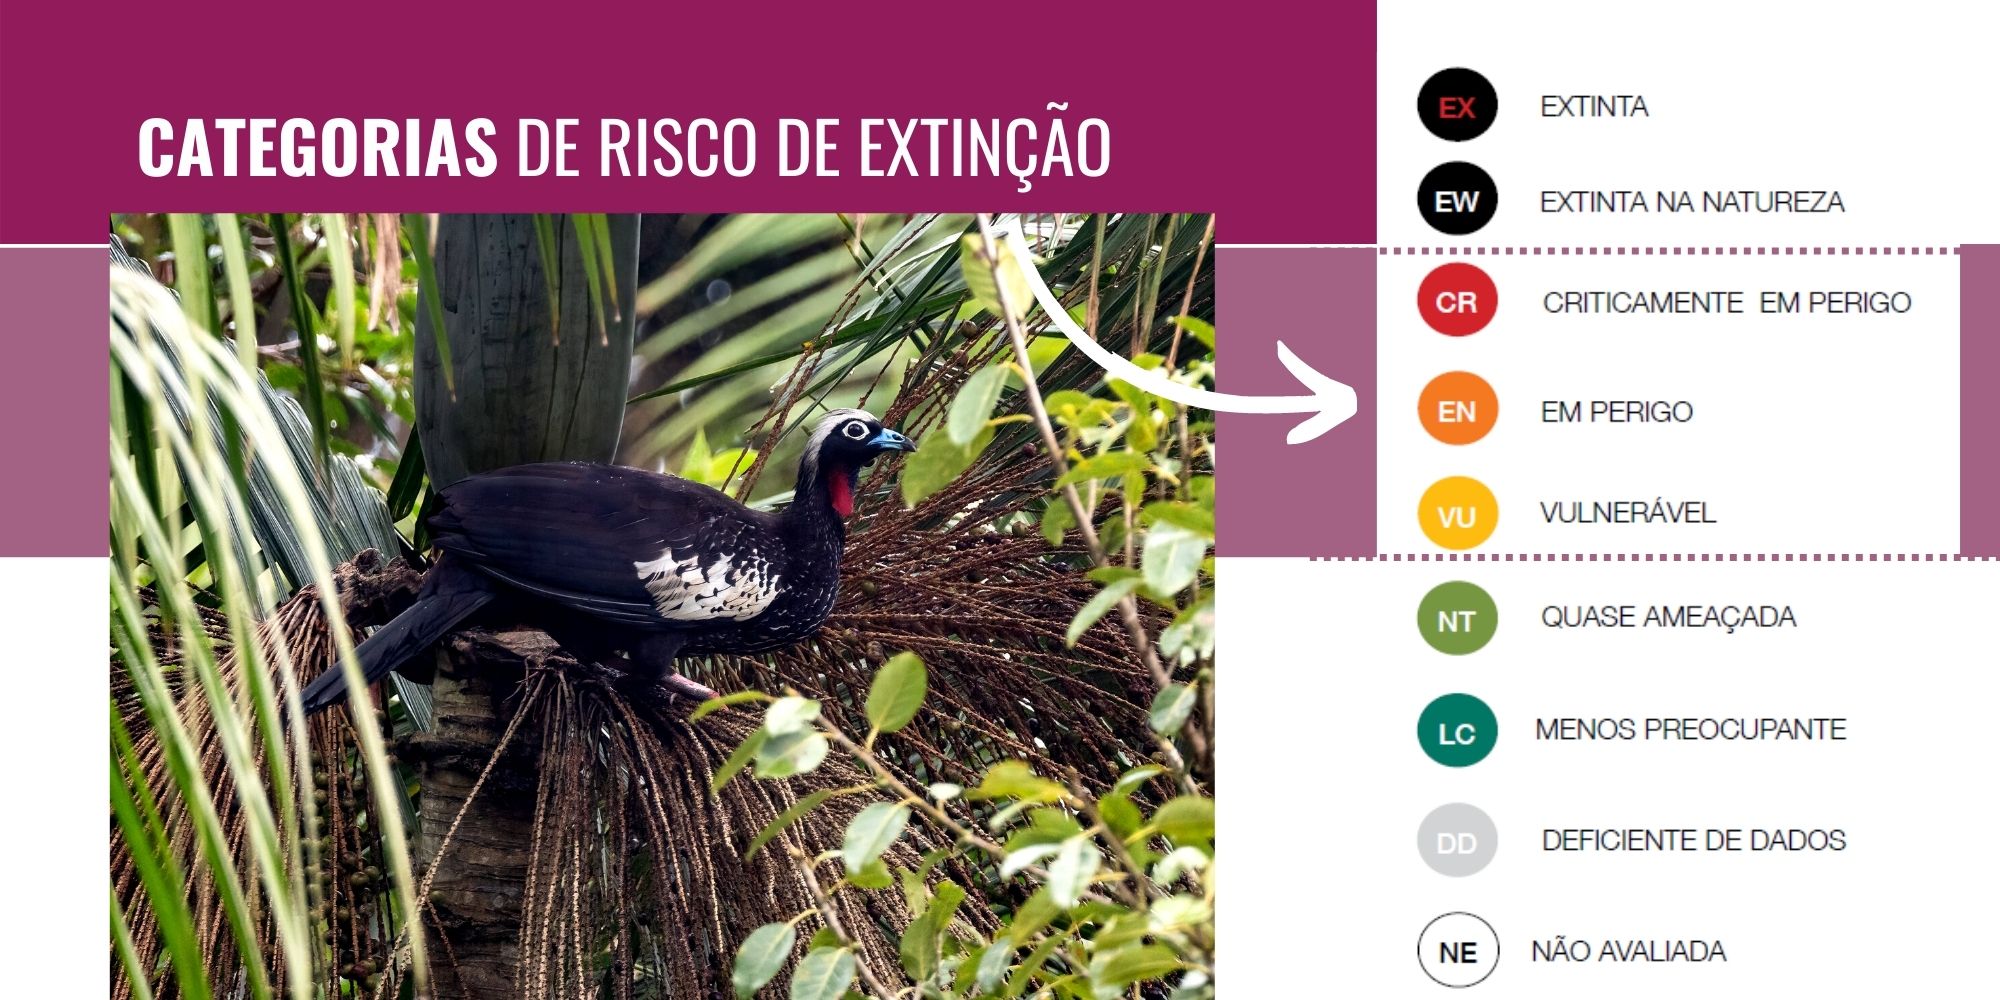 CATEGORIAS DE RISCO DE EXTINÇÃO
EX EXTINTA
EW EXTINTA NA NATUREZA
CR CRITICAMENTE EM PERIGO
EN EM PERIGO
VU VULNERÁVEL
NT QUASE AMEAÇADA
LC MENOS PREOCUPANTE
DD DEFICIENTE DE DADOS
NE NÃO AVALIADA